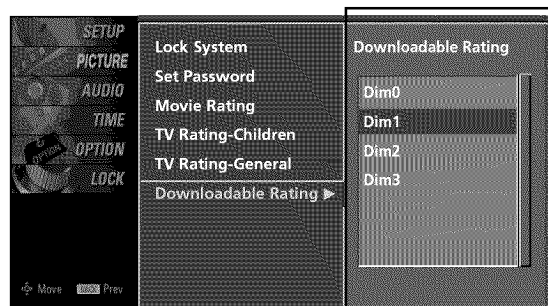 SETUP
PICTURE
AUDIO
TIME
OPTION
LOCK
Move
Prev
Lock System
Set Password
Movie Rating
TV Rating-Children
TV Rating-General
Downloadable Rating ▶
Downloadable Rating
Dim0
Dim1
Dim2
Dim3